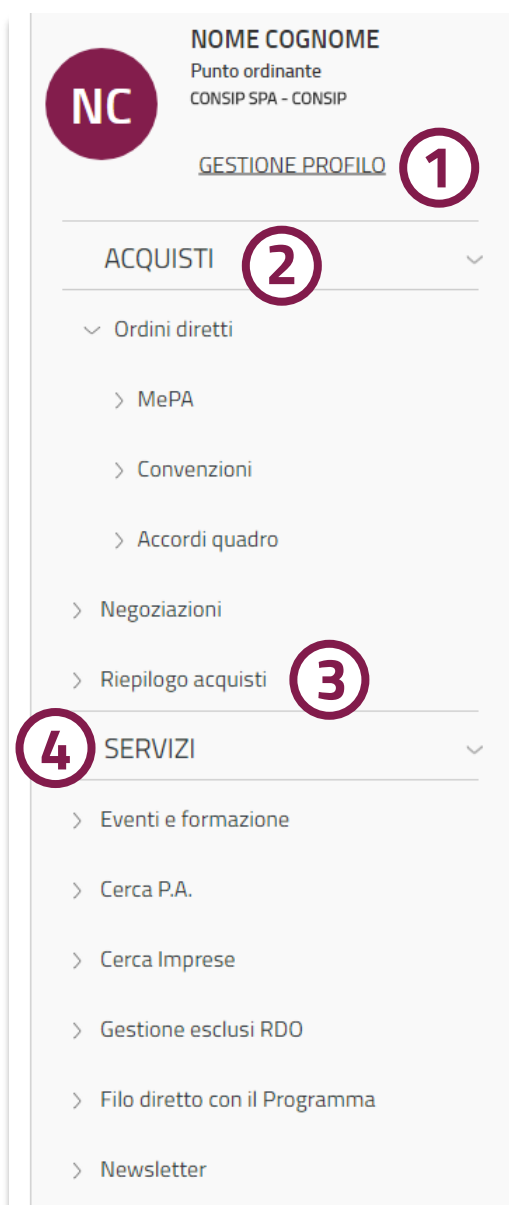 NC
NOME COGNOME
Punto ordinante
CONSIP SPA - CONSIP
GESTIONE PROFILO 1
ACQUISTI 2
Ordini diretti
MePA
Convenzioni
Accordi quadro
Negoziazioni
Riepilogo acquisti 3
4 SERVIZI
Eventi e formazione
Cerca P.A.
Cerca Imprese
Gestione esclusi RDO
Filo diretto con il Programma
Newsletter